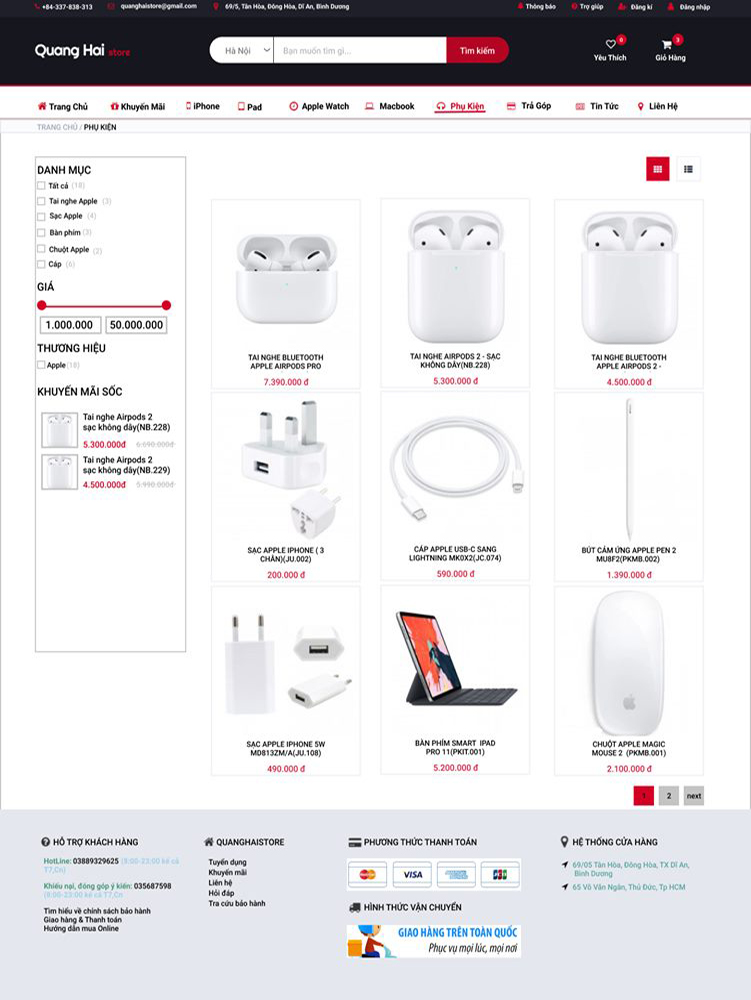 +84-337-838-313
quanghaistore@gmail.com
69/5, Tân Hòa, Đông Hòa, Dĩ An, Bình Dương
Thông báo
Trợ giúp
Đăng kí
Đăng nhập
Quang Hai store
Hà Nội
Bạn muốn tìm gì...
Tìm kiếm
0
Yêu Thích
3
Giỏ Hàng
Trang Chủ
Khuyến Mãi
iPhone
Pad
Apple Watch
Macbook
Phụ Kiện
Trả Góp
Tin Tức
Liên Hệ
TRANG CHỦ / PHỤ KIỆN
DANH MỤC
Tất cả (18)
Tai nghe Apple (3)
Sạc Apple (4)
Bàn phím (3)
Chuột Apple (2)
Cáp (6)
GIÁ
1.000.000
50.000.000
THƯƠNG HIỆU
Apple (18)
KHUYẾN MÃI SỐC
Tai nghe Airpods 2
sạc không dây(NB.228)
5.300.000đ 6.690.000đ
Tai nghe Airpods 2
sạc không dây(NB.229)
4.500.000đ 5.990.000đ
TAI NGHE BLUETOOTH
APPLE AIRPODS PRO
7.390.000 đ
TAI NGHE AIRPODS 2 - SẠC
KHÔNG DÂY(NB.228)
5.300.000 đ
TAI NGHE BLUETOOTH
APPLE AIRPODS 2 -
4.500.000 đ
SẠC APPLE IPHONE ( 3
CHÂN)(JU.002)
200.000 đ
CÁP APPLE USB-C SANG
LIGHTNING MK0X2(JC.074)
590.000 đ
BÚT CẢM ỨNG APPLE PEN 2
MU8F2(PKMB.002)
1.390.000 đ
SẠC APPLE IPHONE 5W
MD813ZM/A(JU.108)
490.000 đ
BÀN PHÍM SMART IPAD
PRO 11(PKIT.001)
5.200.000 đ
CHUỘT APPLE MAGIC
MOUSE 2 (PKMB.001)
2.100.000 đ
1
2
next
HỖ TRỢ KHÁCH HÀNG
HotLine: 03889329625 (8:00-23:00 kể cả
T7,Cn)
Khiếu nại, đóng góp ý kiến: 035687598
(8:00-23:00 kể cả T7,Cn
Tìm hiểu về chính sách bảo hành
Giao hàng & Thanh toán
Hướng dẫn mua Online
QUANGHAISTORE
Tuyển dụng
Khuyến mãi
Liên hệ
Hỏi đáp
Tra cứu bảo hành
PHƯƠNG THỨC THANH TOÁN
MasterCard
VISA
AMERICAN EXPRESS
JCB
HÌNH THỨC VẬN CHUYỂN
GIAO HÀNG TRÊN TOÀN QUỐC
Phục vụ mọi lúc, mọi nơi
HỆ THỐNG CỬA HÀNG
69/05 Tân Hòa, Đông Hòa, TX Dĩ An,
Bình Dương
65 Võ Văn Ngân, Thủ Đức, Tp HCM